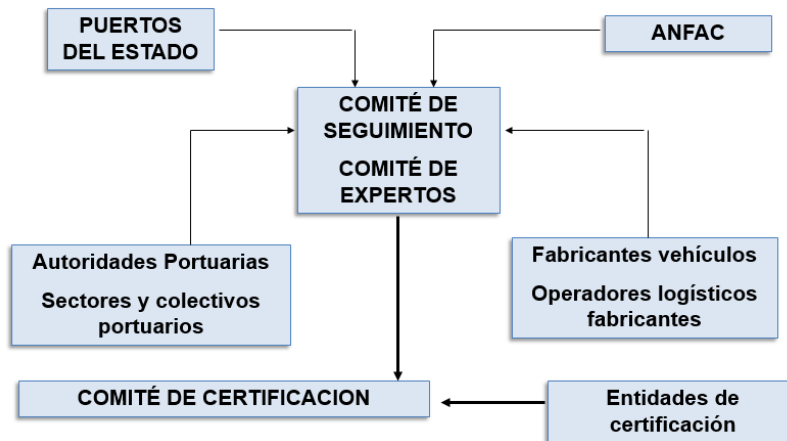 PUERTOS
DEL ESTADO
ANFAC
COMITÉ DE
SEGUIMIENTO
COMITÉ DE
EXPERTOS
Autoridades Portuarias
Sectores y colectivos
portuarios
Fabricantes vehículos
Operadores logísticos
fabricantes
COMITÉ DE CERTIFICACION
Entidades de
certificación